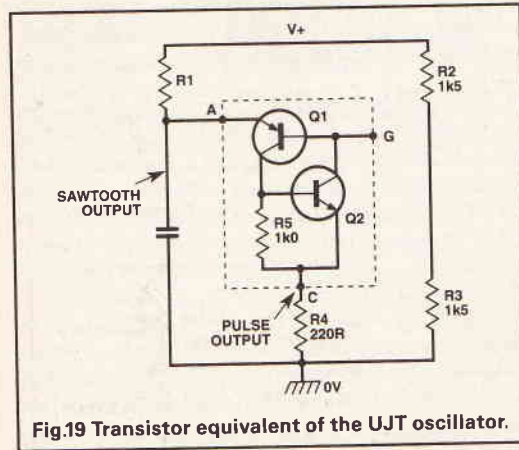 V+
R1
R2
1k5
A
Q1
G
SAWTOOTH
OUTPUT
Q2
R5
1k0
C
PULSE
OUTPUT
R4
220R
R3
1k5
0V
Fig.19 Transistor equivalent of the UJT oscillator.